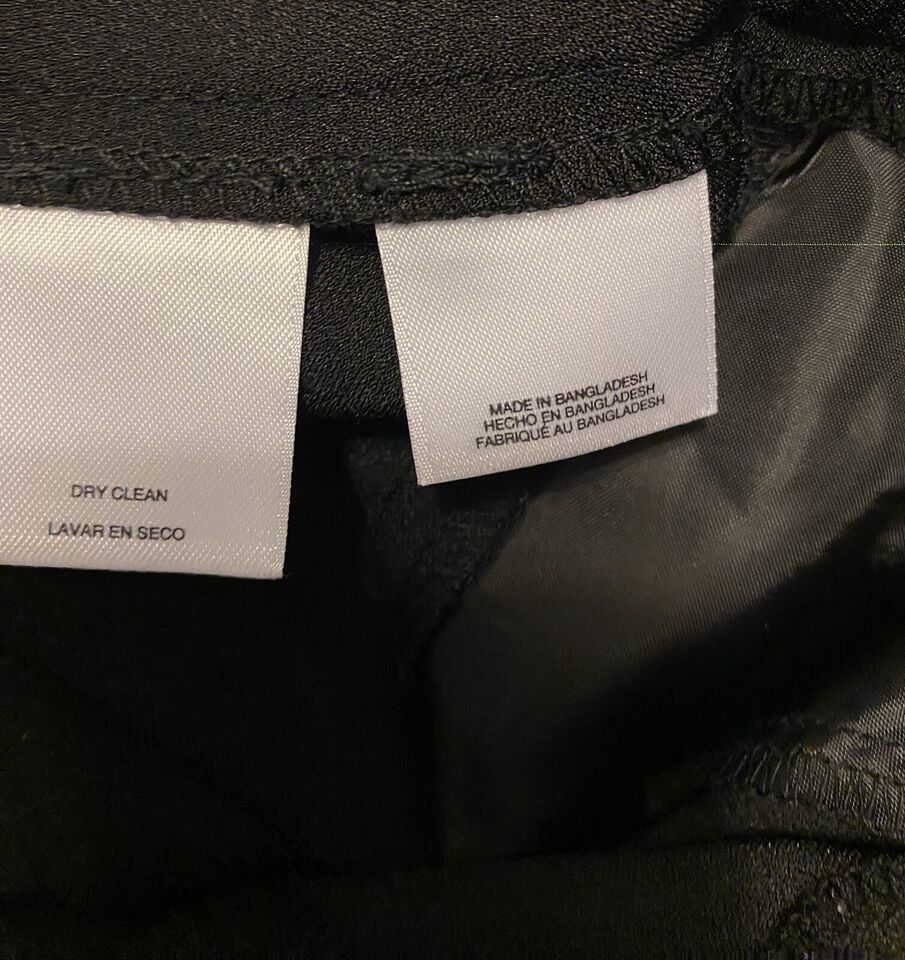 DRY CLEAN
LAVAR EN SECO
MADE IN BANGLADESH
HECHO EN BANGLADESH
FABRIQUÉ AU BANGLADESH